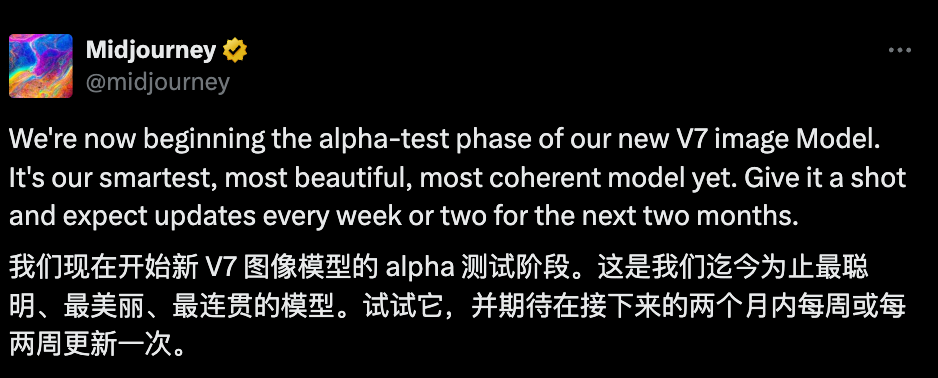 Midjourney
@midjourney
We're now beginning the alpha-test phase of our new V7 image Model.
It's our smartest, most beautiful, most coherent model yet. Give it a shot
and expect updates every week or two for the next two months.
我们现在开始新 V7 图像模型的 alpha 测试阶段。这是我们迄今为止最聪
明、最美丽、最连贯的模型。试试它，并期待在接下来的两个月内每周或每
两周更新一次。